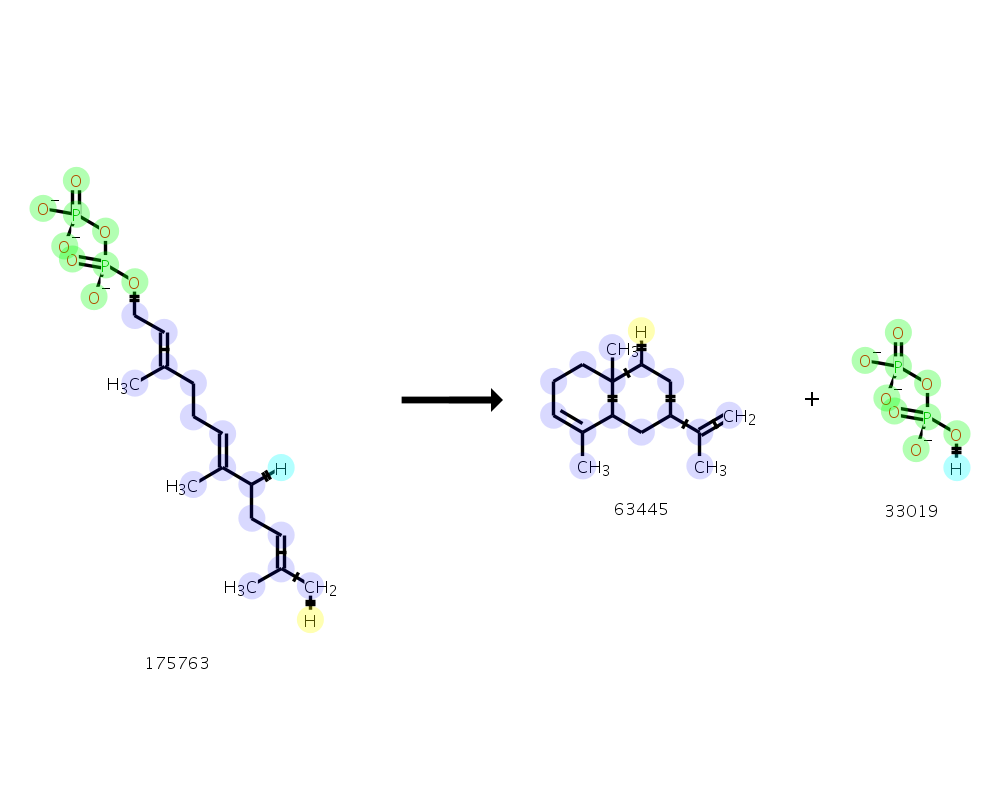 O
O⁻ P
O
O⁻
O P O
O⁻
H₃C
H₃C H
H₃C CH₂
H
175763
H
CH₃
CH₂
CH₃ CH₃
63445
+
O
O⁻ P
O
O⁻
O P O
O⁻
H
33019